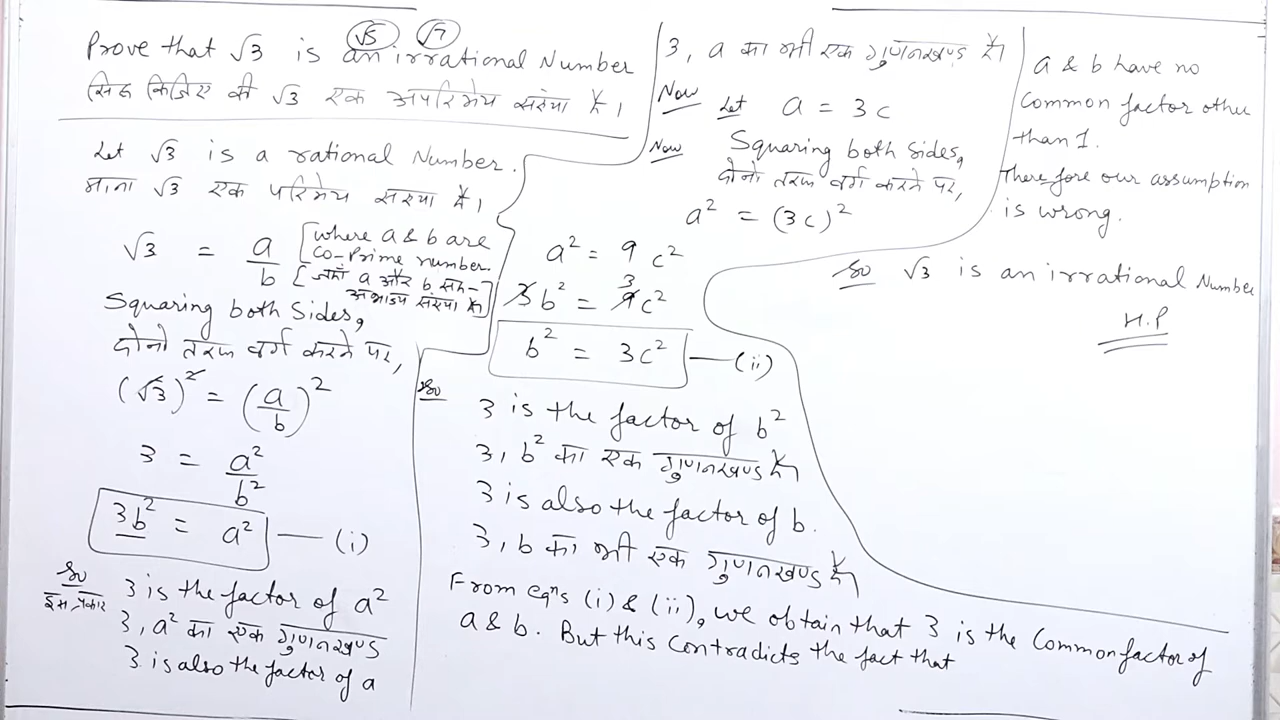 √5 √7
Prove that √3 is an irrational Number
सिद्ध किजिए की √3 एक अपरिमेय संख्या है।
Let √3 is a rational Number.
माना √3 एक परिमेय संख्या है।
√3 = a/b [where a & b are
co-Prime number.
[जहाँ a और b सह-
अभाज्य संख्या है]
Squaring both Sides,
दोनो तरफ वर्ग करने पर,
(√3)² = (a/b)²
3 = a²/b²
3b² = a² — (i)
So 3 is the factor of a²
इस प्रकार 3, a² का एक गुणनखण्ड
3 is also the factor of a
3, a का भी एक गुणनखण्ड है।
Now Let a = 3c
Now Squaring both Sides,
दोनो तरफ वर्ग करने पर,
a² = (3c)²
a² = 9c²
3
3b² = 9c²
b² = 3c² — (ii)
So
3 is the factor of b²
3, b² का एक गुणनखण्ड है
3 is also the factor of b.
3, b का भी एक गुणनखण्ड है
From eqⁿs (i) & (ii), we obtain that 3 is the Common factor of
a & b. But this Contradicts the fact that
a & b have no
Common factor other
than 1.
Therefore our assumption
is wrong.
So √3 is an irrational Number
H.P